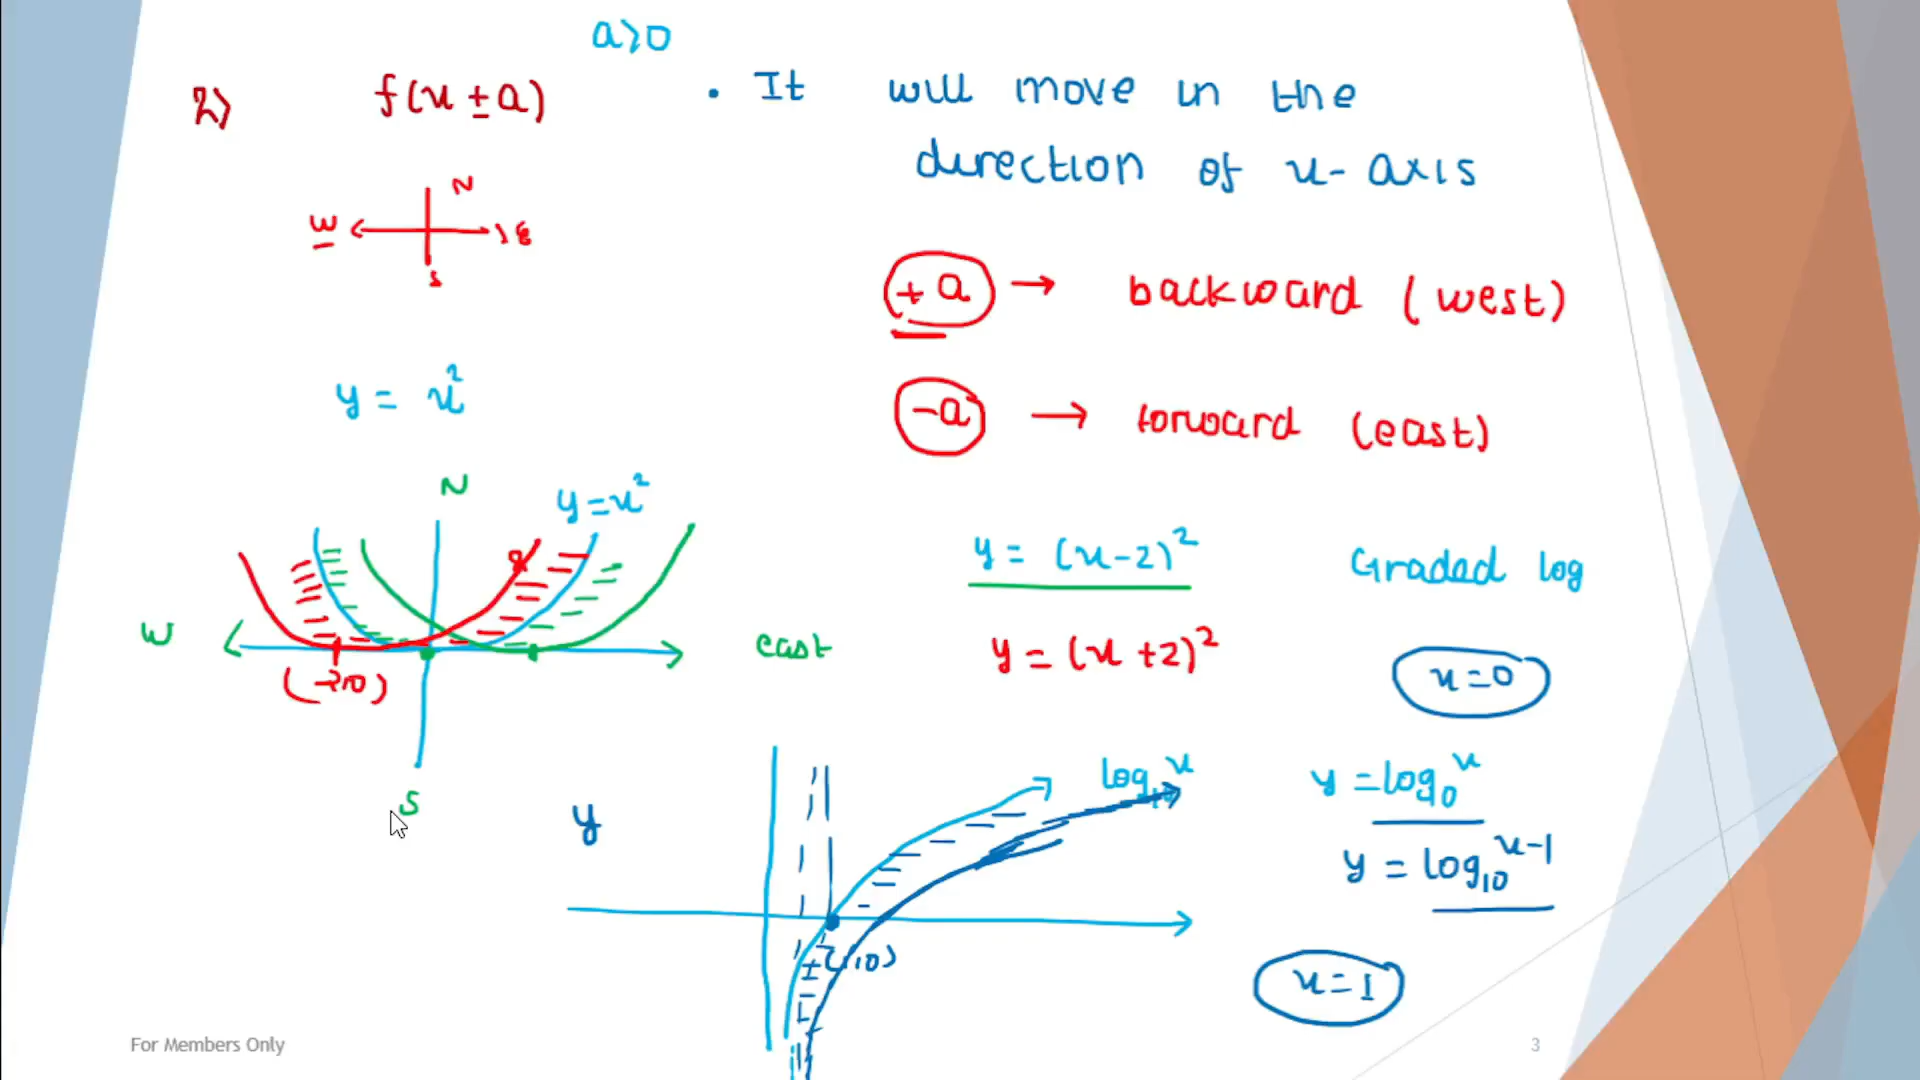 a>0
2) f(x ± a) . It will move in the
direction of x-axis
N
W E
S
+a → backward (west)
-a → forward (east)
y = x²
N
y = x²
W east
(-2,0)
S
y = (x-2)² Graded log
y = (x+2)²
x=0
log₁₀x
y = log₁₀x
y
y = log₁₀x-1
(1,0)
x=1
For Members Only
3